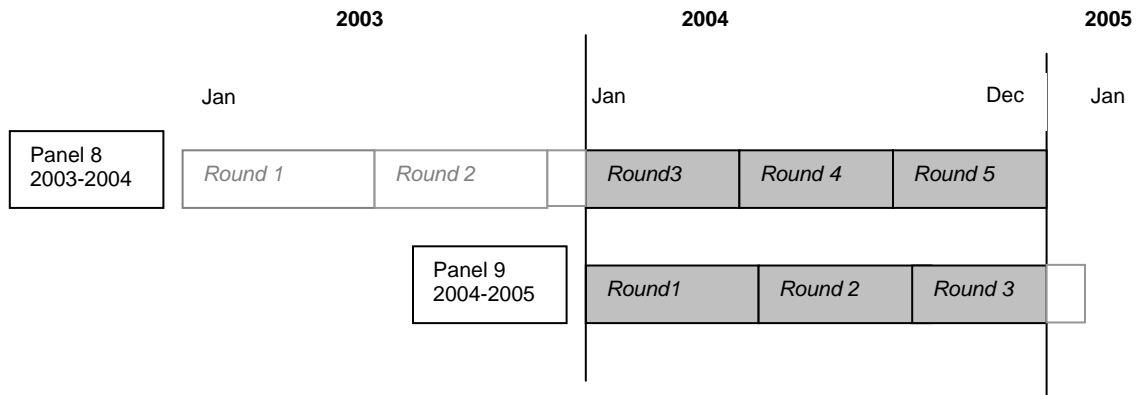 2003 2004 2005
Jan Jan Dec Jan
Panel 8
2003-2004
Round 1 Round 2 Round3 Round 4 Round 5
Panel 9
2004-2005
Round1 Round 2 Round 3